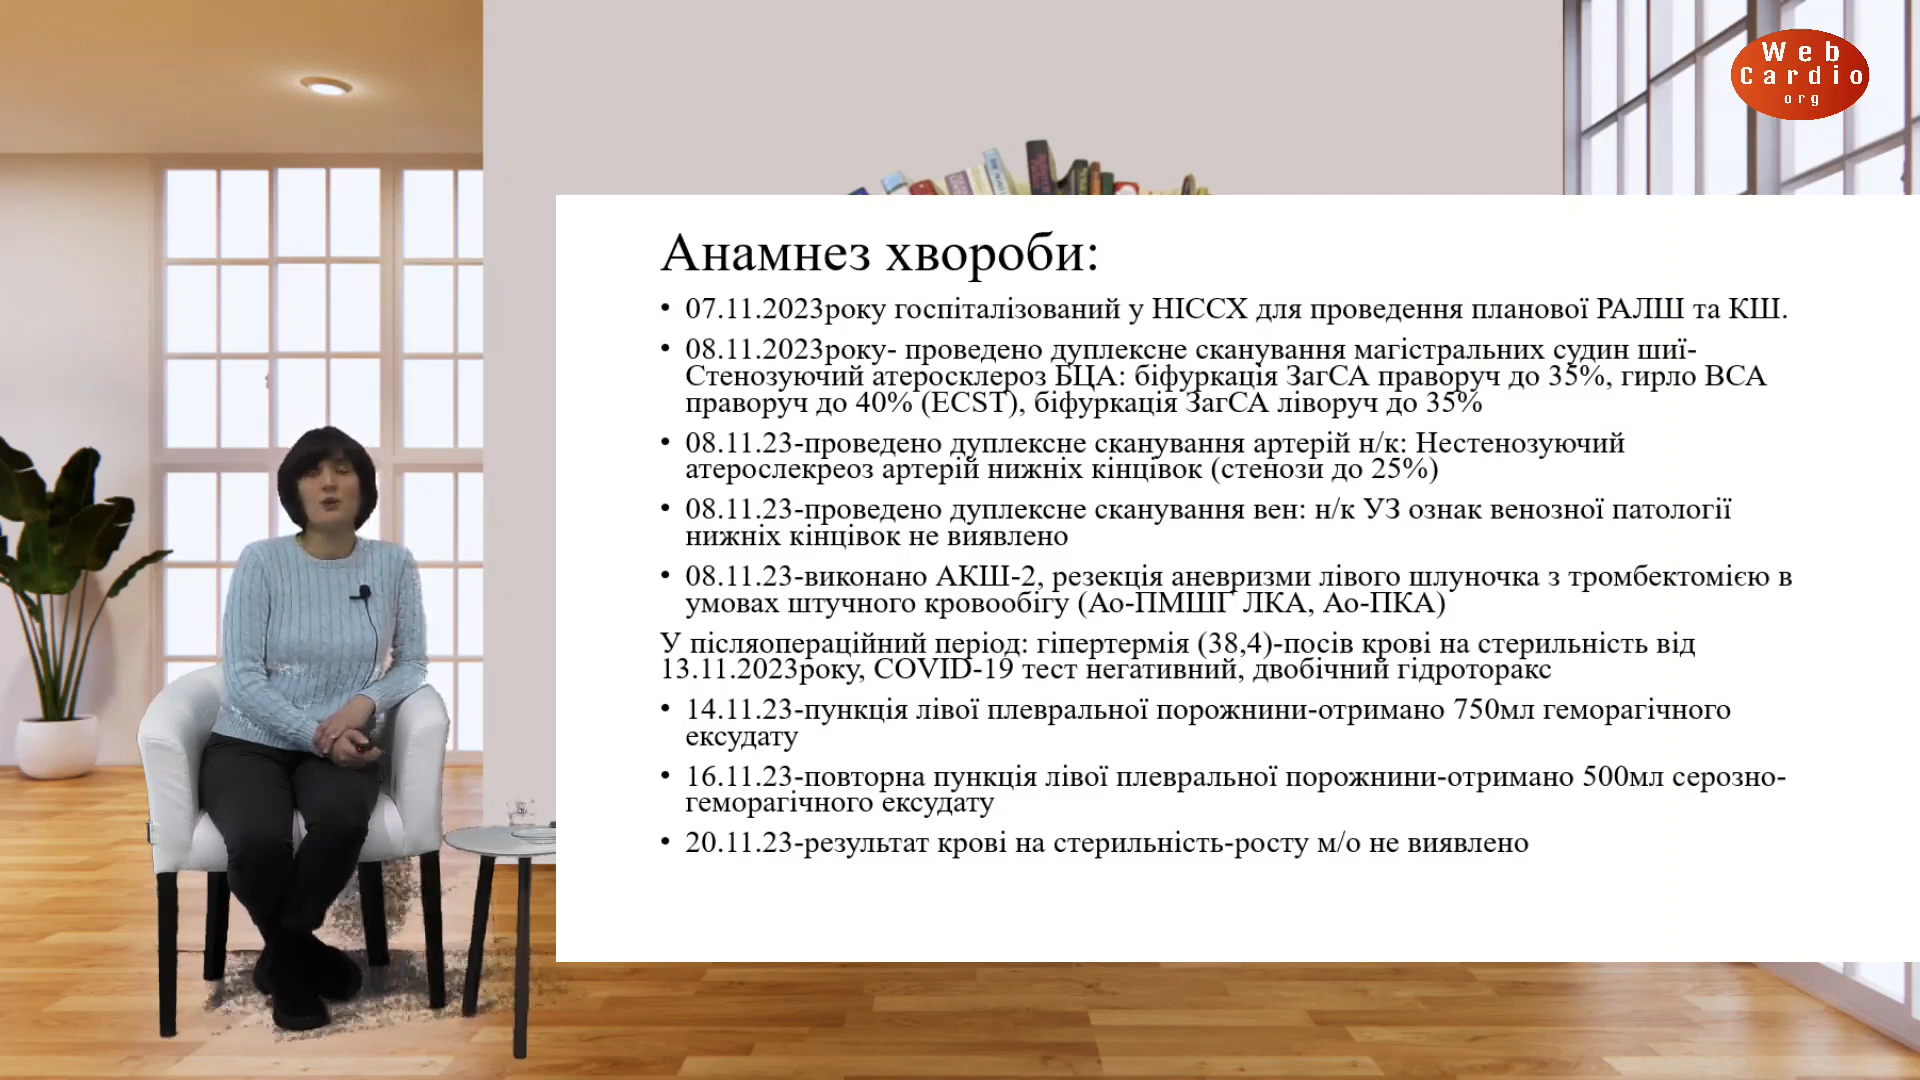 Web
Cardio
org
Анамнез хвороби:
• 07.11.2023року госпіталізований у НІССХ для проведення планової РАЛШ та КШ.
• 08.11.2023року- проведено дуплексне сканування магістральних судин шиї-
Стенозуючий атеросклероз БЦА: біфуркація ЗагСА праворуч до 35%, гирло ВСА
праворуч до 40% (ECST), біфуркація ЗагСА ліворуч до 35%
• 08.11.23-проведено дуплексне сканування артерій н/к: Нестенозуючий
атерослекреоз артерій нижніх кінцівок (стенози до 25%)
• 08.11.23-проведено дуплексне сканування вен: н/к УЗ ознак венозної патології
нижніх кінцівок не виявлено
• 08.11.23-виконано АКШ-2, резекція аневризми лівого шлуночка з тромбектомією в
умовах штучного кровообігу (Ао-ПМШГ ЛКА, Ао-ПКА)
У післяопераційний період: гіпертермія (38,4)-посів крові на стерильність від
13.11.2023року, COVID-19 тест негативний, двобічний гідроторакс
• 14.11.23-пункція лівої плевральної порожнини-отримано 750мл геморагічного
ексудату
• 16.11.23-повторна пункція лівої плевральної порожнини-отримано 500мл серозно-
геморагічного ексудату
• 20.11.23-результат крові на стерильність-росту м/о не виявлено